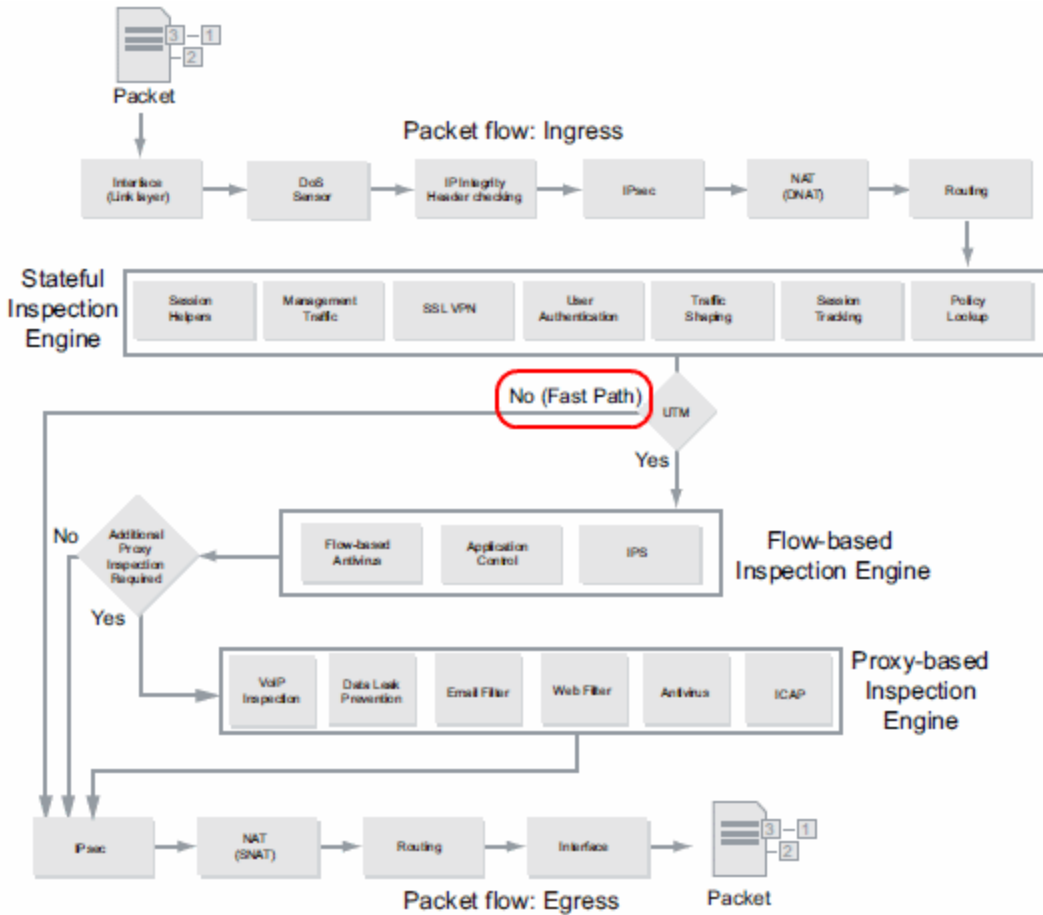 3
1
2
Packet
Packet flow: Ingress
Interface
(Link layer)
DoS
Sensor
IP Integrity
Header checking
IPsec
NAT
(DNAT)
Routing
Stateful
Inspection
Engine
Session
Helpers
Management
Traffic
SSL VPN
User
Authentication
Traffic
Shaping
Session
Tracking
Policy
Lookup
No (Fast Path)
UTM
Yes
No
Additional
Proxy
Inspection
Required
Flow-based
Antivirus
Application
Control
IPS
Flow-based
Inspection Engine
Yes
VoIP
Inspection
Data Leak
Prevention
Email Filter
Web Filter
Antivirus
ICAP
Proxy-based
Inspection
Engine
IPsec
NAT
(SNAT)
Routing
Interface
3
1
2
Packet
Packet flow: Egress